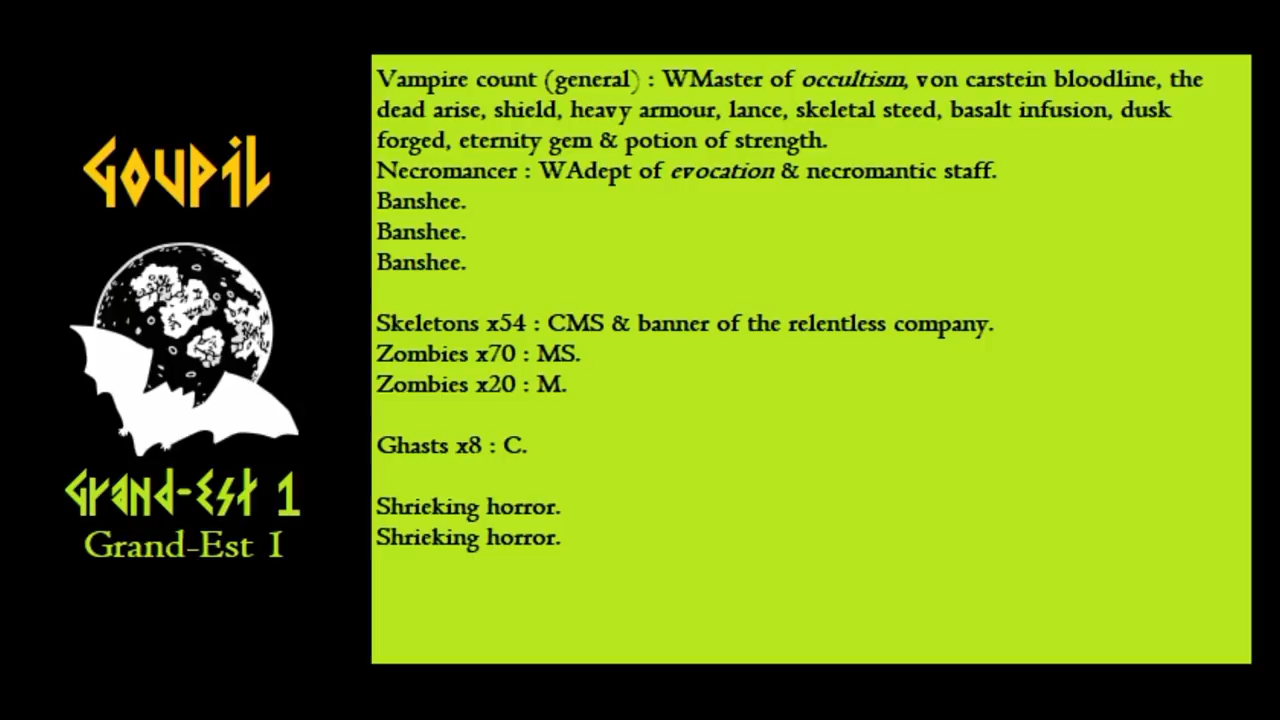 GOUPiL
Grand-Est 1
Grand-Est 1
Vampire count (general) : WMaster of occultism, von carstein bloodline, the
dead arise, shield, heavy armour, lance, skeletal steed, basalt infusion, dusk
forged, eternity gem & potion of strength.
Necromancer : WAdept of evocation & necromantic staff.
Banshee.
Banshee.
Banshee.
Skeletons x54 : CMS & banner of the relentless company.
Zombies x70 : MS.
Zombies x20 : M.
Ghasts x8 : C.
Shrieking horror.
Shrieking horror.